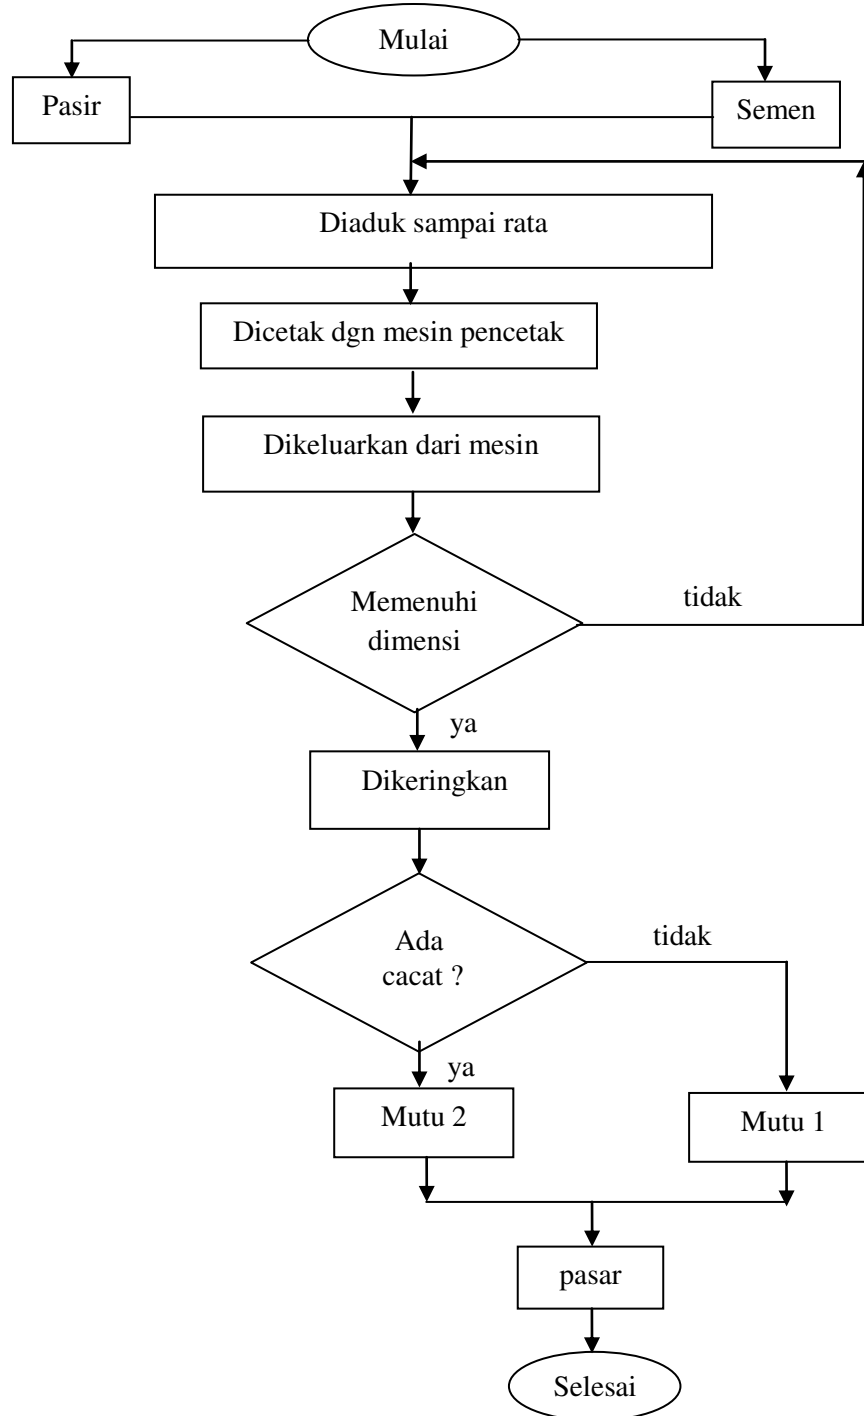 Mulai
Pasir
Semen
Diaduk sampai rata
Dicetak dgn mesin pencetak
Dikeluarkan dari mesin
Memenuhi
dimensi
tidak
ya
Dikeringkan
Ada
cacat ?
tidak
ya
Mutu 2
Mutu 1
pasar
Selesai